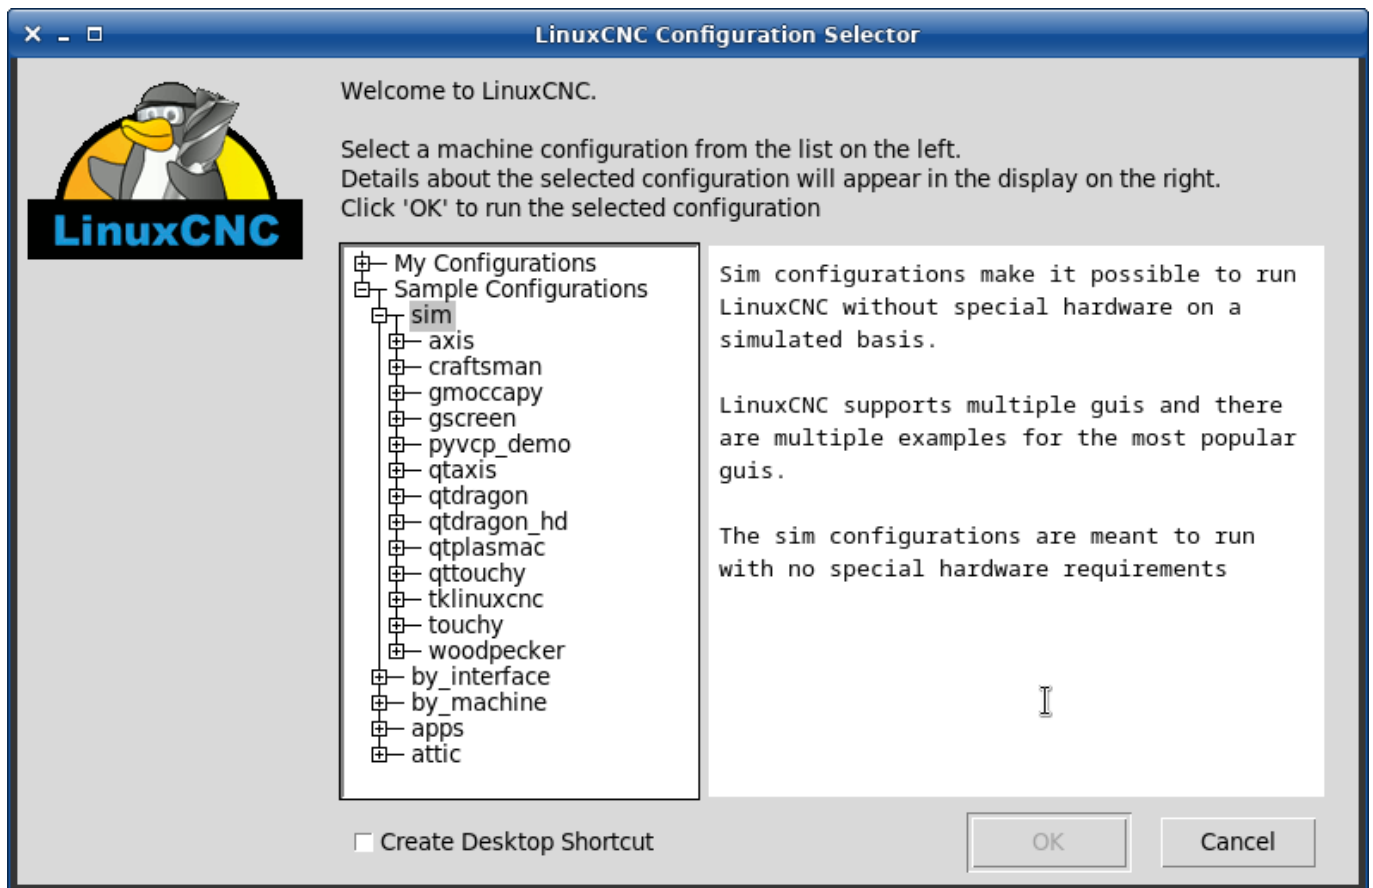 LinuxCNC Configuration Selector
LinuxCNC
Welcome to LinuxCNC.
Select a machine configuration from the list on the left.
Details about the selected configuration will appear in the display on the right.
Click 'OK' to run the selected configuration
My Configurations
Sample Configurations
sim
axis
craftsman
gmoccapy
gscreen
pyvcp_demo
qtaxis
qtdragon
qtdragon_hd
qtplasmac
qttouchy
tklinuxcnc
touchy
woodpecker
by_interface
by_machine
apps
attic
Sim configurations make it possible to run
LinuxCNC without special hardware on a
simulated basis.
LinuxCNC supports multiple guis and there
are multiple examples for the most popular
guis.
The sim configurations are meant to run
with no special hardware requirements
Create Desktop Shortcut
OK
Cancel